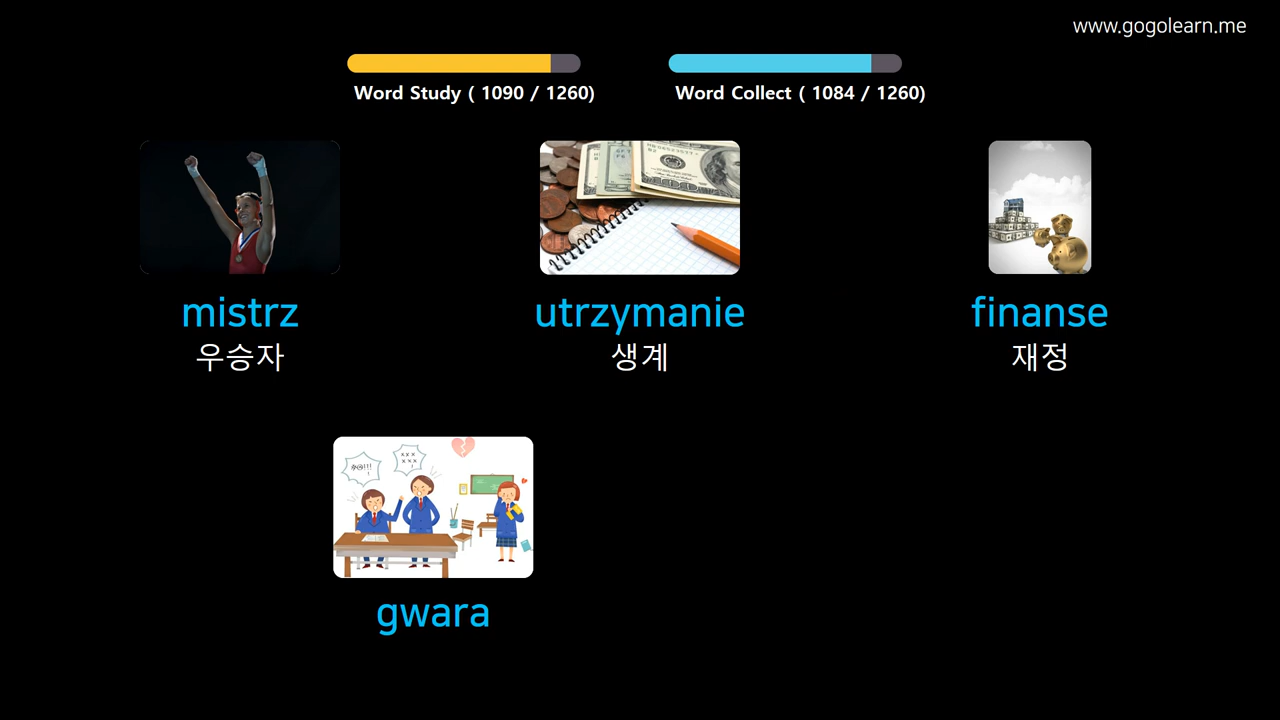 www.gogolearn.me
Word Study ( 1090 / 1260)
Word Collect ( 1084 / 1260)
mistrz
우승자
utrzymanie
생계
finanse
재정
gwara